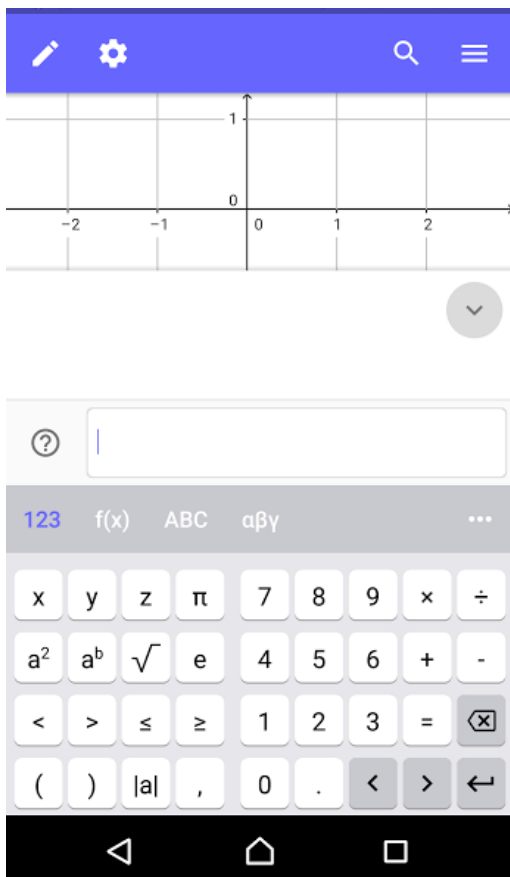 1
0
-2 -1 0 1 2
123 f(x) ABC αβγ ...
x y z π 7 8 9 × ÷
a² aᵇ √ e 4 5 6 + -
< > ≤ ≥ 1 2 3 =
( ) |a| , 0 . < >